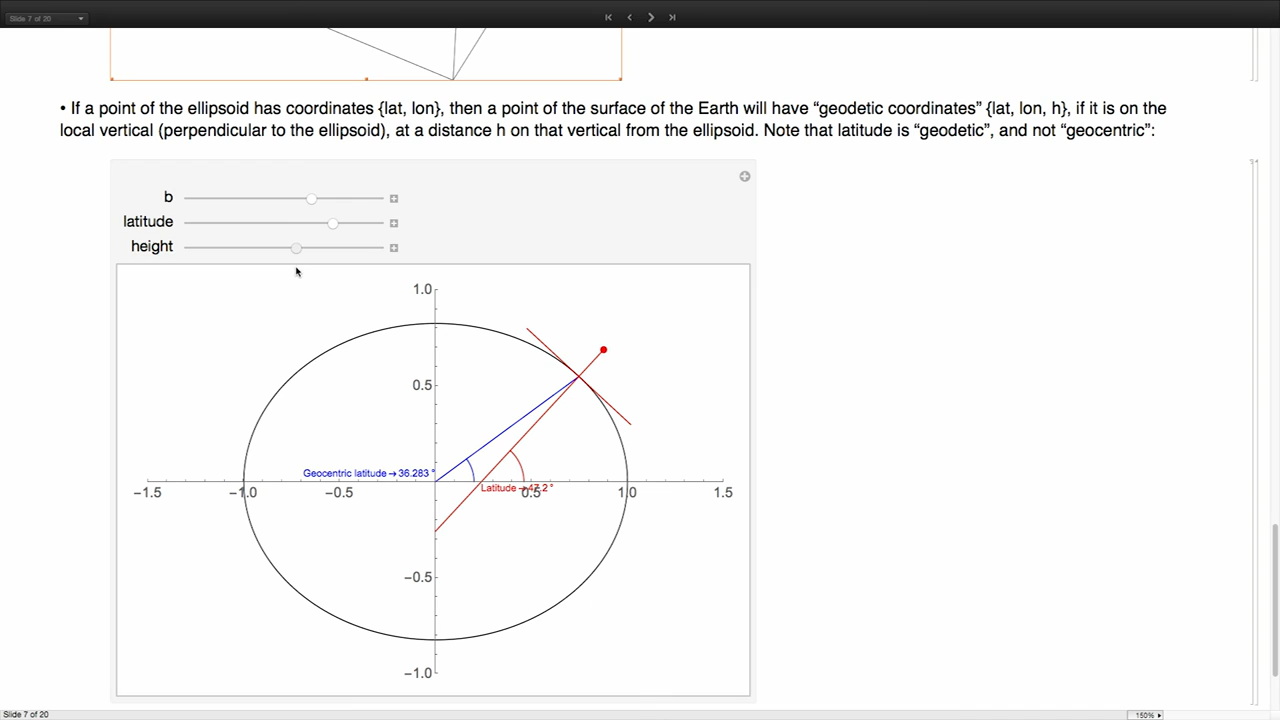 Slide 7 of 20
• If a point of the ellipsoid has coordinates {lat, lon}, then a point of the surface of the Earth will have “geodetic coordinates” {lat, lon, h}, if it is on the
local vertical (perpendicular to the ellipsoid), at a distance h on that vertical from the ellipsoid. Note that latitude is “geodetic”, and not “geocentric”:
b
latitude
height
1.0
0.5
Geocentric latitude→36.283°
Latitude→47.2°
−1.5
−1.0
−0.5
0.5
1.0
1.5
−0.5
−1.0
Slide 7 of 20
150%